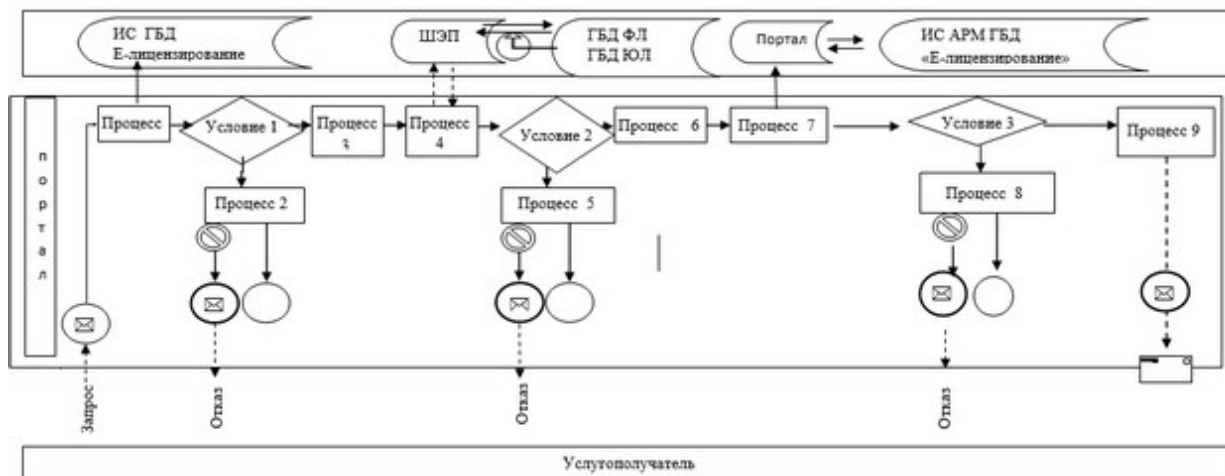 ИС ГБД
Е-лицензирование
ШЭП
ГБД ФЛ
ГБД ЮЛ
Портал
ИС АРМ ГБД
«Е-лицензирование»
портал
Процесс
Условие 1
Процесс
3
Процесс
4
Условие 2
Процесс 6
Процесс 7
Условие 3
Процесс 9
Процесс 2
Процесс 5
Процесс 8
Запрос
Отказ
Отказ
Отказ
Услугополучатель